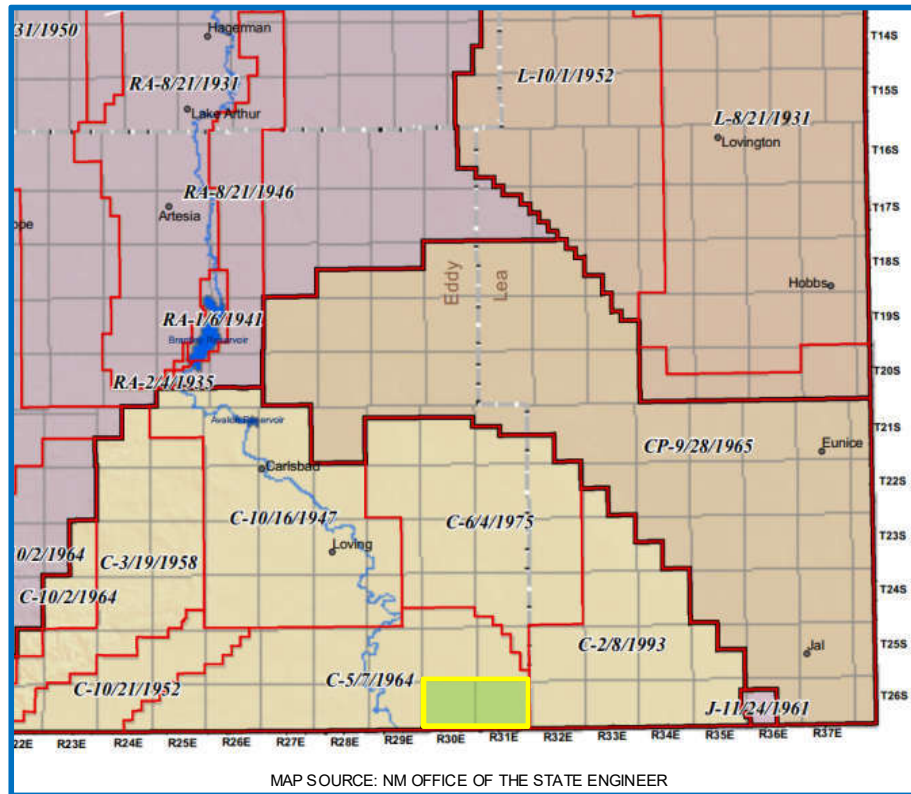 /31/1950
Hagerman
T14S
RA-8/21/1931
L-10/1/1952
T15S
Lake Arthur
L-8/21/1931
Lovington
T16S
RA-8/21/1946
Artesia
T17S
ope
T18S
Eddy
Lea
Hobbs
RA-1/6/1941
T19S
Reservoir
RA-2/4/1935
T20S
Avalon Reservoir
T21S
CP-9/28/1965
Eunice
Carlsbad
T22S
C-10/16/1947
C-6/4/1975
T23S
0/2/1964
C-3/19/1958
Loving
C-10/2/1964
T24S
C-2/8/1993
Jal
T25S
C-10/21/1952
C-5/7/1964
J-11/24/1961
T26S
22E R23E R24E R25E R26E R27E R28E R29E R30E R31E R32E R33E R34E R35E R36E R37E
MAP SOURCE: NM OFFICE OF THE STATE ENGINEER